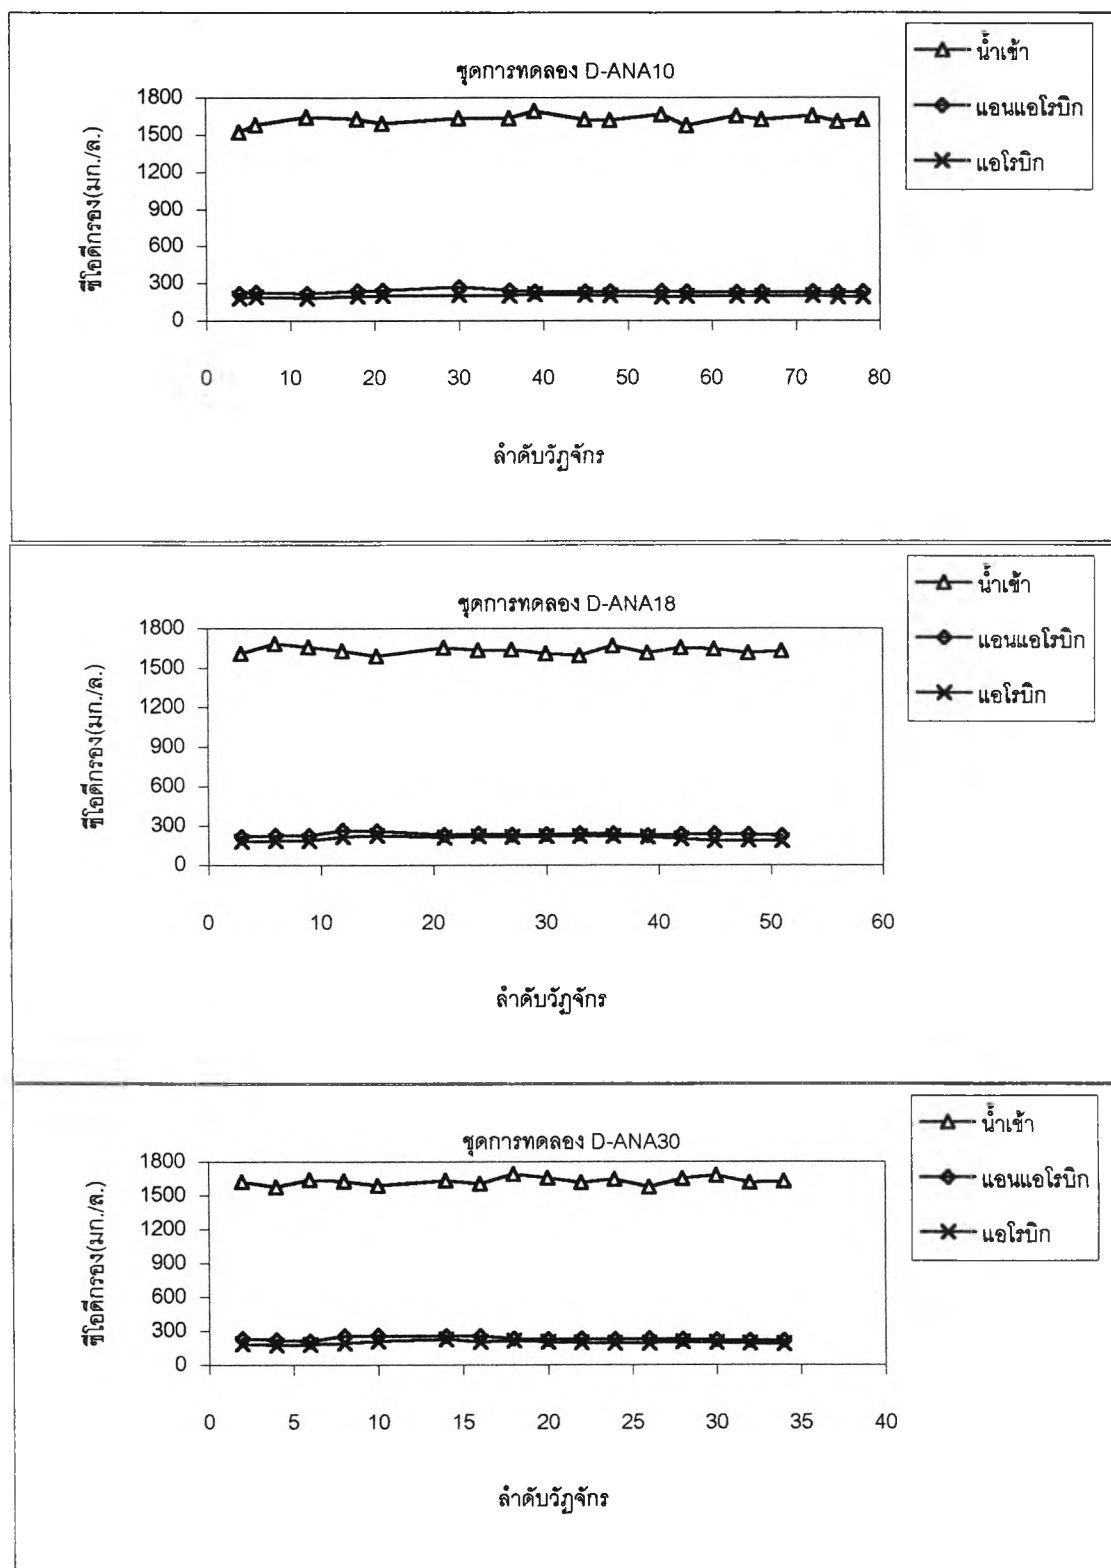 ชุดการทดลอง D-ANA10
น้ำเข้า
แอนแอโรบิก
แอโรบิก
ซีโอดีกรอง(มก./ล.)
1800
1500
1200
900
600
300
0
0 10 20 30 40 50 60 70 80
ลำดับวัฏจักร
ชุดการทดลอง D-ANA18
น้ำเข้า
แอนแอโรบิก
แอโรบิก
ซีโอดีกรอง(มก./ล.)
1800
1500
1200
900
600
300
0
0 10 20 30 40 50 60
ลำดับวัฏจักร
ชุดการทดลอง D-ANA30
น้ำเข้า
แอนแอโรบิก
แอโรบิก
ซีโอดีกรอง(มก./ล.)
1800
1500
1200
900
600
300
0
0 5 10 15 20 25 30 35 40
ลำดับวัฏจักร